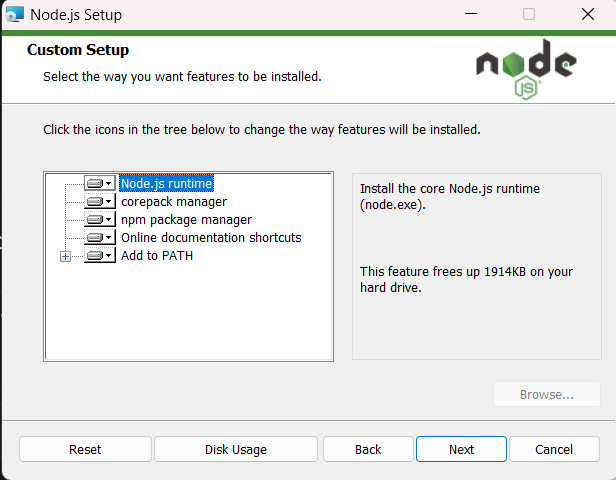 Node.js Setup
Custom Setup
Select the way you want features to be installed.
node
JS
Click the icons in the tree below to change the way features will be installed.
Node.js runtime
corepack manager
npm package manager
Online documentation shortcuts
Add to PATH
Install the core Node.js runtime
(node.exe).
This feature frees up 1914KB on your
hard drive.
Browse...
Reset
Disk Usage
Back
Next
Cancel